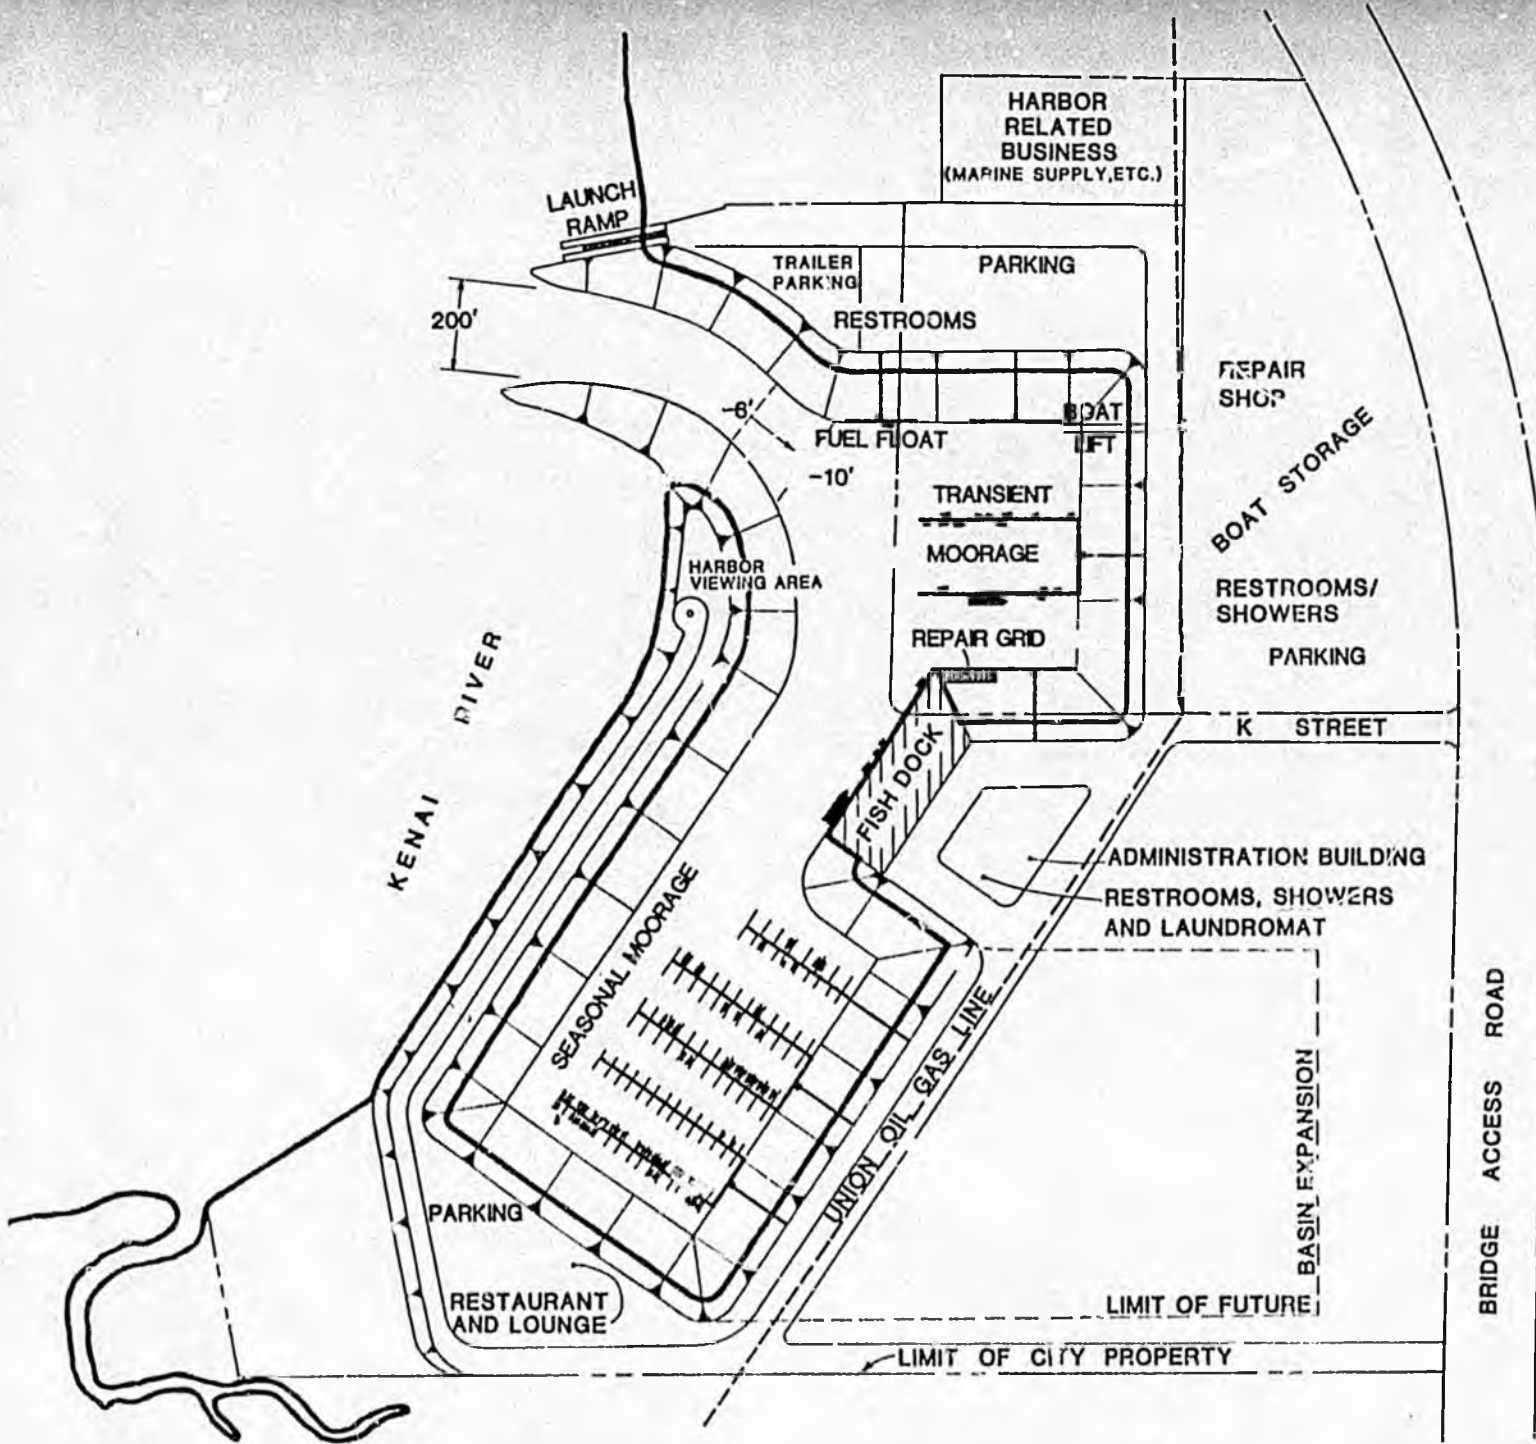 HARBOR
RELATED
BUSINESS
(MARINE SUPPLY,ETC.)
LAUNCH
RAMP
TRAILER
PARKING
PARKING
200'
RESTROOMS
REPAIR
SHOP
-8'
BOAT
LIFT
FUEL FLOAT
-10'
BOAT STORAGE
TRANSIENT
MOORAGE
HARBOR
VIEWING AREA
RESTROOMS/
SHOWERS
PARKING
REPAIR GRID
KENAI RIVER
K STREET
FISH DOCK
ADMINISTRATION BUILDING
RESTROOMS, SHOWERS
AND LAUNDROMAT
SEASONAL MOORAGE
UNION OIL GAS LINE
BASIN EXPANSION
BRIDGE ACCESS ROAD
PARKING
RESTAURANT
AND LOUNGE
LIMIT OF FUTURE
LIMIT OF CITY PROPERTY